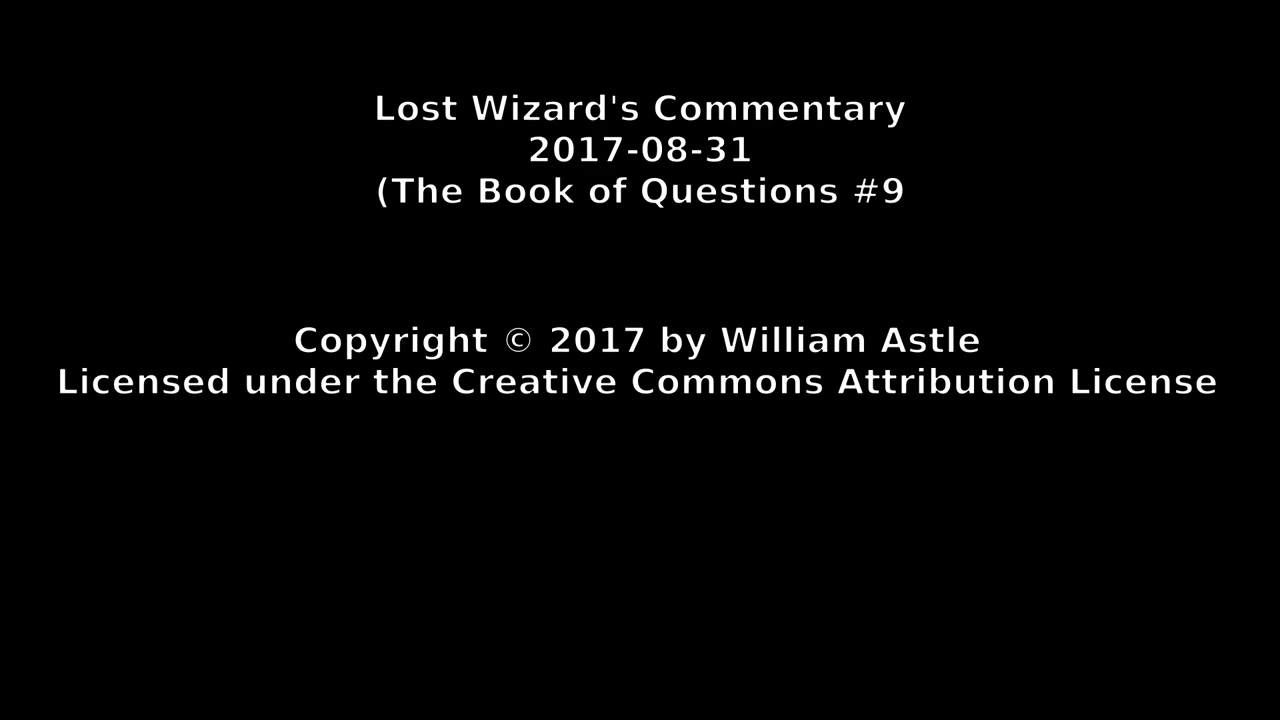 Lost Wizard's Commentary
2017-08-31
(The Book of Questions #9
Copyright © 2017 by William Astle
Licensed under the Creative Commons Attribution License